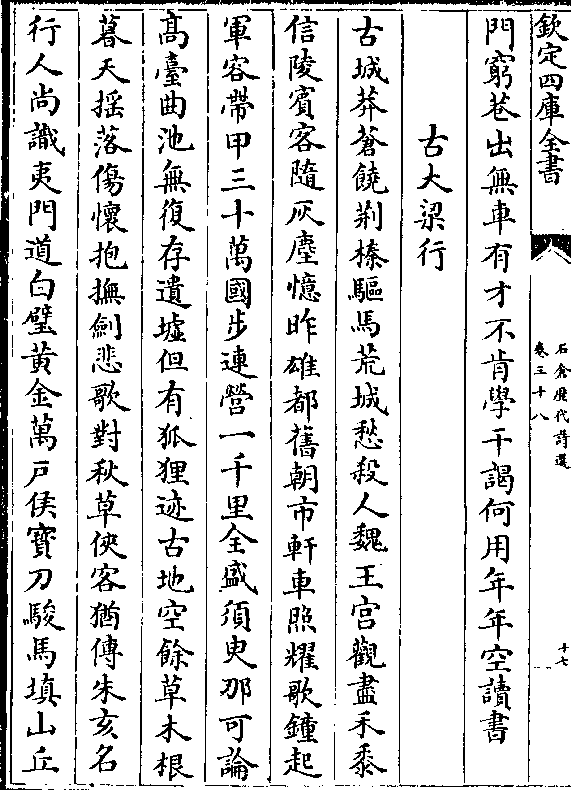 欽定四庫全書
石倉歷代詩選
卷三十八
十七
門窮巷出無車有才不肯學干謁何用年年空讀書
古大梁行
古城莽蒼饒荆榛驅馬荒城愁殺人魏王宫觀盡禾黍
信陵賓客隨灰塵憶昨雄都舊朝市軒車照耀歌鐘起
軍容帶甲三十萬國步連營一千里全盛須臾那可論
髙臺曲池無復存遺墟但有狐狸迹古地空餘草木根
暮天揺落傷懷抱撫劍悲歌對秋草俠客猶傳朱亥名
行人尚識夷門道白璧黄金萬户侯寳刀駿馬填山丘